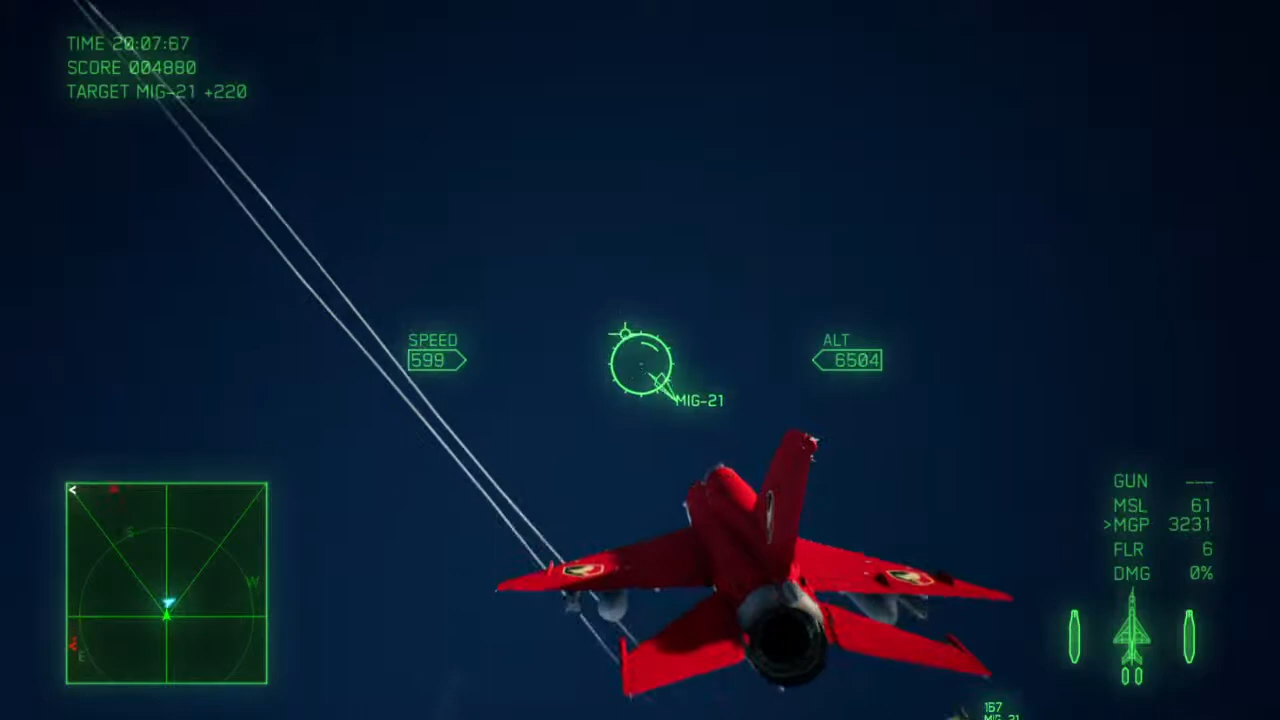 TIME 20:07:67
SCORE 004880
TARGET MIG-21 +220
SPEED
599
ALT
6504
MIG-21
GUN ---
MSL 61
>MGP 3231
FLR 6
DMG 0%
S
W
E
167
MIG-21